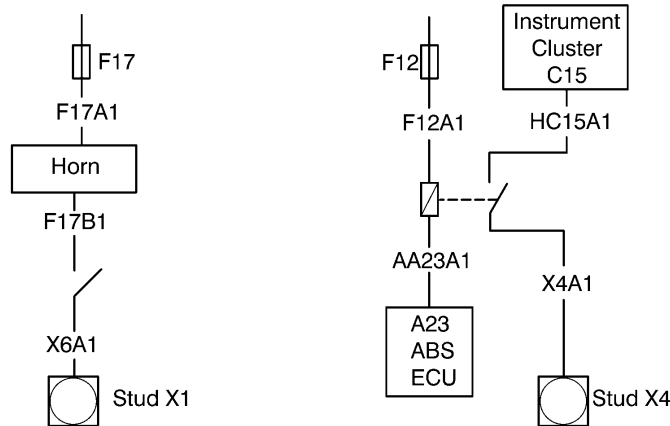 F17
F17A1
Horn
F17B1
X6A1
Stud X1
F12
F12A1
AA23A1
A23
ABS
ECU
Instrument
Cluster
C15
HC15A1
X4A1
Stud X4